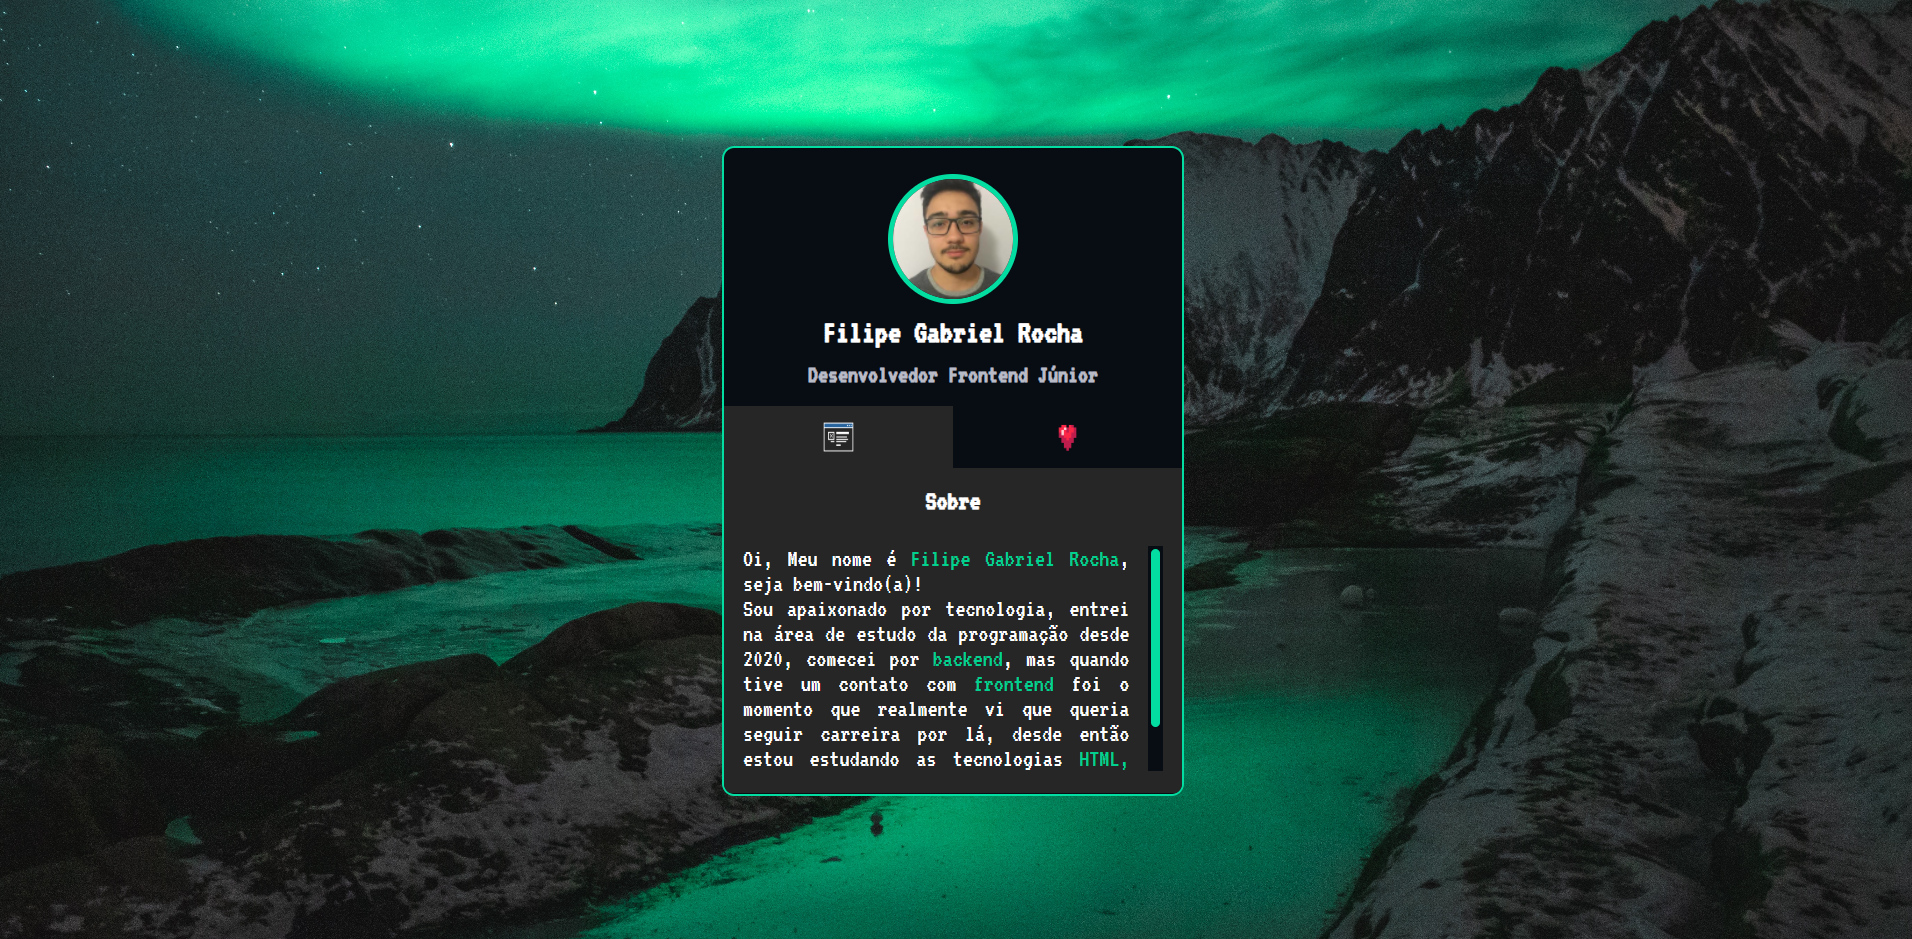 Filipe Gabriel Rocha
Desenvolvedor Frontend Júnior
Sobre
Oi, Meu nome é Filipe Gabriel Rocha,
seja bem-vindo(a)!
Sou apaixonado por tecnologia, entrei
na área de estudo da programação desde
2020, comecei por backend, mas quando
tive um contato com frontend foi o
momento que realmente vi que queria
seguir carreira por lá, desde então
estou estudando as tecnologias HTML,